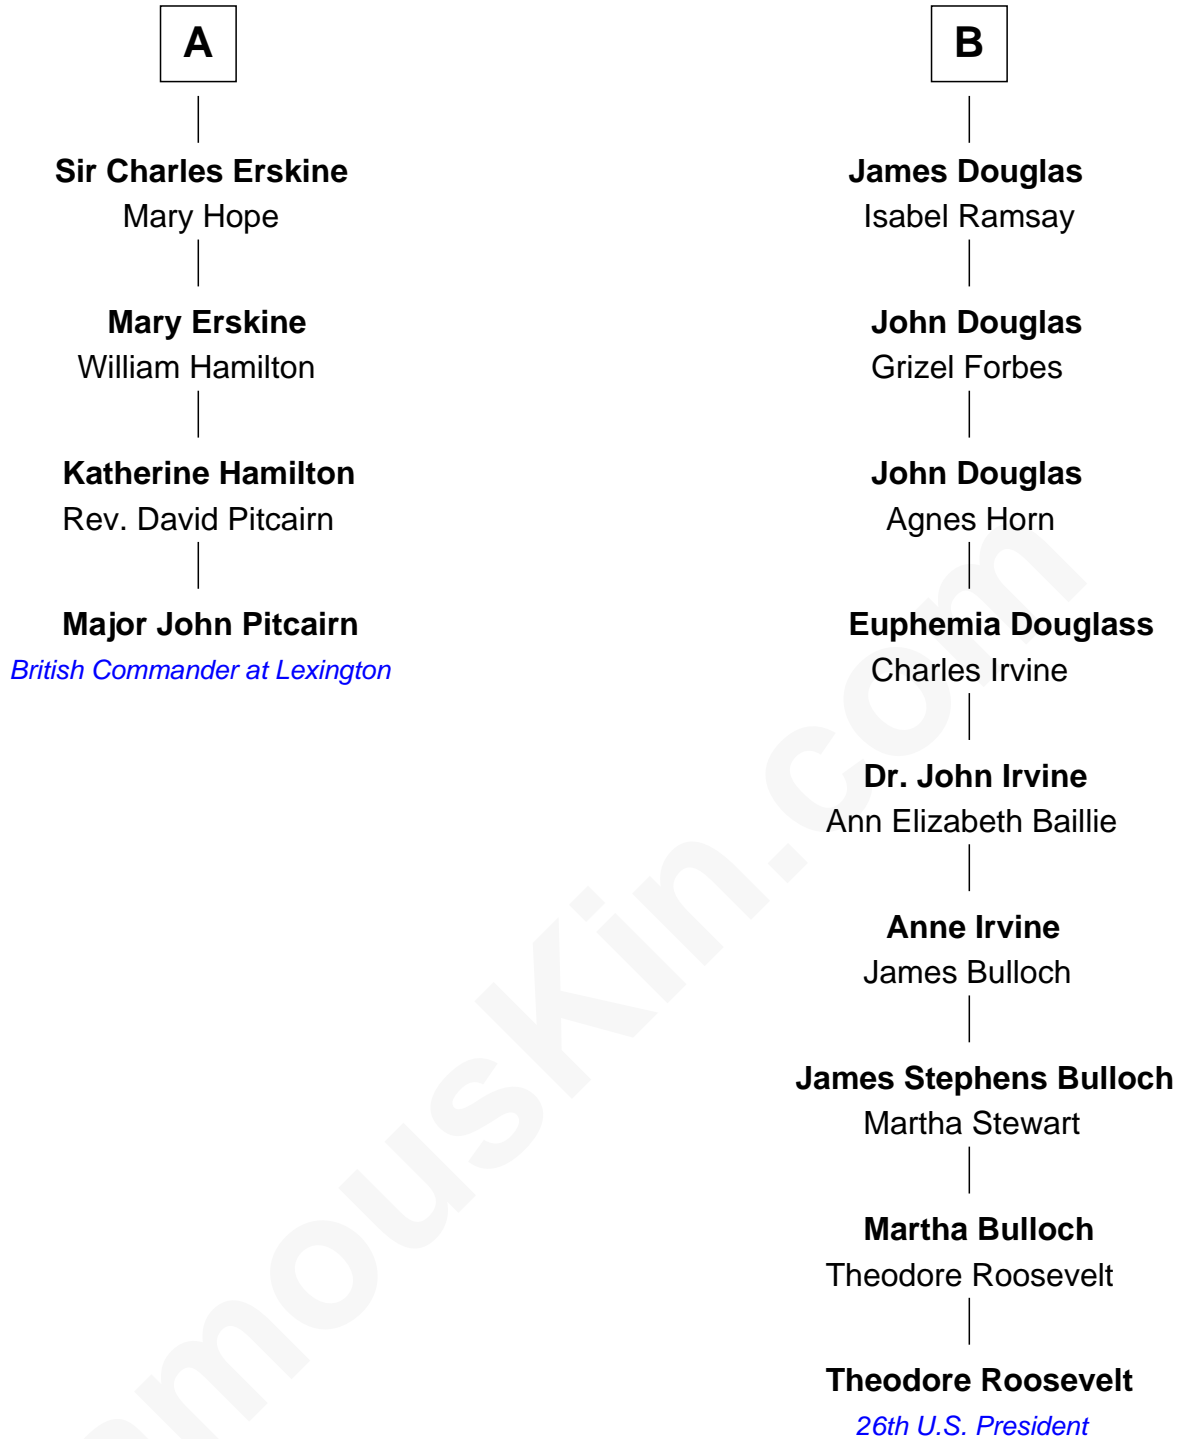 A
Sir Charles Erskine
Mary Hope
Mary Erskine
William Hamilton
Katherine Hamilton
Rev. David Pitcairn
Major John Pitcairn
British Commander at Lexington
B
James Douglas
Isabel Ramsay
John Douglas
Grizel Forbes
John Douglas
Agnes Horn
Euphemia Douglass
Charles Irvine
Dr. John Irvine
Ann Elizabeth Baillie
Anne Irvine
James Bulloch
James Stephens Bulloch
Martha Stewart
Martha Bulloch
Theodore Roosevelt
Theodore Roosevelt
26th U.S. President
amouskin.com